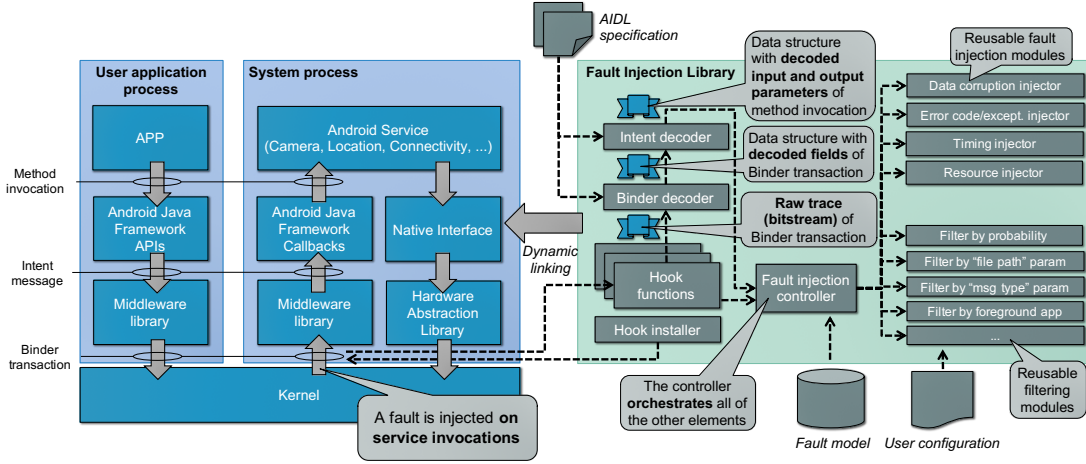 AIDL
specification
User application
process
System process
Fault Injection Library
Data structure
with decoded
input and output
parameters of
method invocation
Reusable fault
injection modules
APP
Android Service
(Camera, Location, Connectivity, ...)
Intent decoder
Data corruption injector
Error code/except. injector
Timing injector
Resource injector
Data structure with
decoded fields of
Binder transaction
Method
invocation
Binder decoder
Android Java
Framework
APIs
Android Java
Framework
Callbacks
Native Interface
Dynamic
linking
Raw trace
(bitstream) of
Binder transaction
Filter by probability
Filter by “file path” param
Filter by “msg type” param
Filter by foreground app
...
Intent
message
Hook
functions
Fault injection
controller
Middleware
library
Middleware
library
Hardware
Abstraction
Library
Hook installer
Binder
transaction
Kernel
A fault is injected on
service invocations
The controller
orchestrates all of
the other elements
Reusable
filtering
modules
Fault model
User configuration